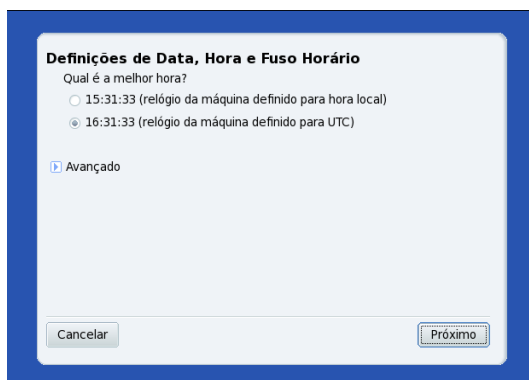 Definições de Data, Hora e Fuso Horário
Qual é a melhor hora?
15:31:33 (relógio da máquina definido para hora local)
16:31:33 (relógio da máquina definido para UTC)
Avançado
Cancelar
Próximo